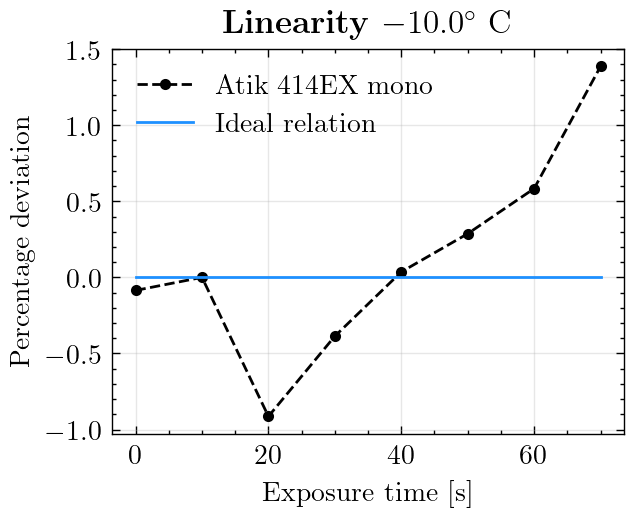 Linearity −10.0° C
1.5
Atik 414EX mono
Ideal relation
1.0
0.5
0.0
−0.5
−1.0
Percentage deviation
0
20
40
60
Exposure time [s]